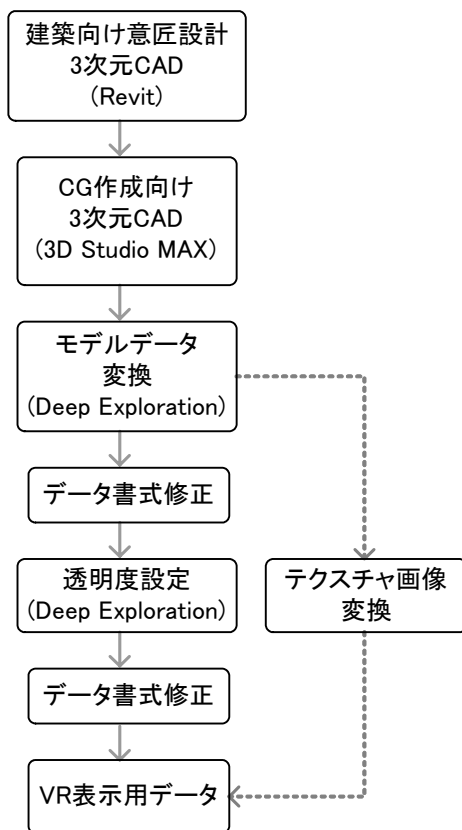 建築向け意匠設計
3次元CAD
(Revit)
CG作成向け
3次元CAD
(3D Studio MAX)
モデルデータ
変換
(Deep Exploration)
データ書式修正
透明度設定
(Deep Exploration)
テクスチャ画像
変換
データ書式修正
VR表示用データ